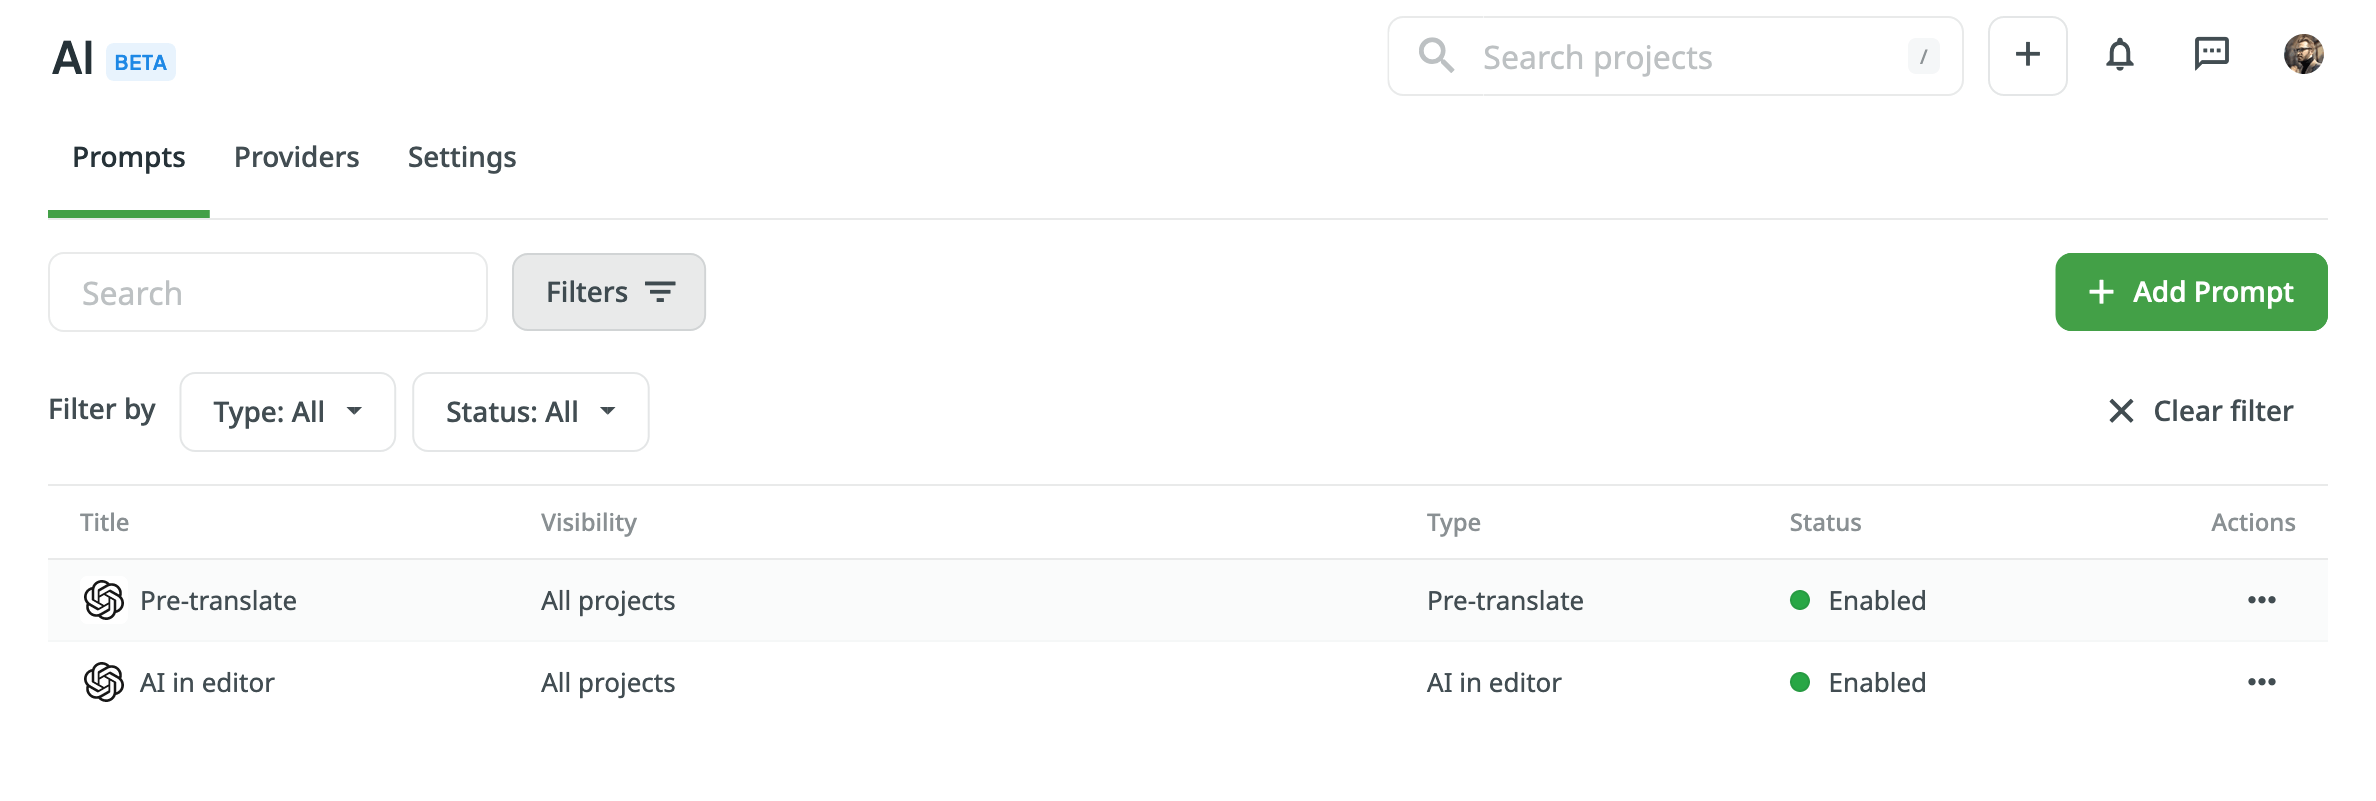 AI BETA
Search projects /
Prompts Providers Settings
Search
Filters
Add Prompt
Filter by Type: All Status: All Clear filter
Title Visibility Type Status Actions
Pre-translate All projects Pre-translate Enabled
AI in editor All projects AI in editor Enabled